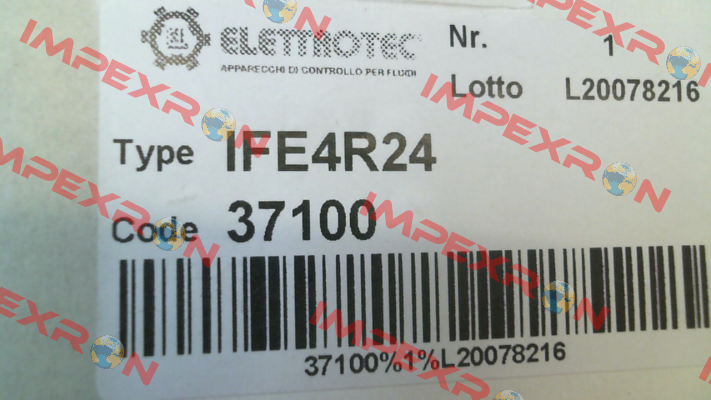 ELETTROTEC
APPARECCHI DI CONTROLLO PER FLUIDI
Nr. 1
Lotto L20078216
Type IFE4R24
Code 37100
37100%1%L20078216
IMPEXRON
IMPEXRON
IMPEXRON
IMPEXRON
IMPEXRON
IMPEXRON